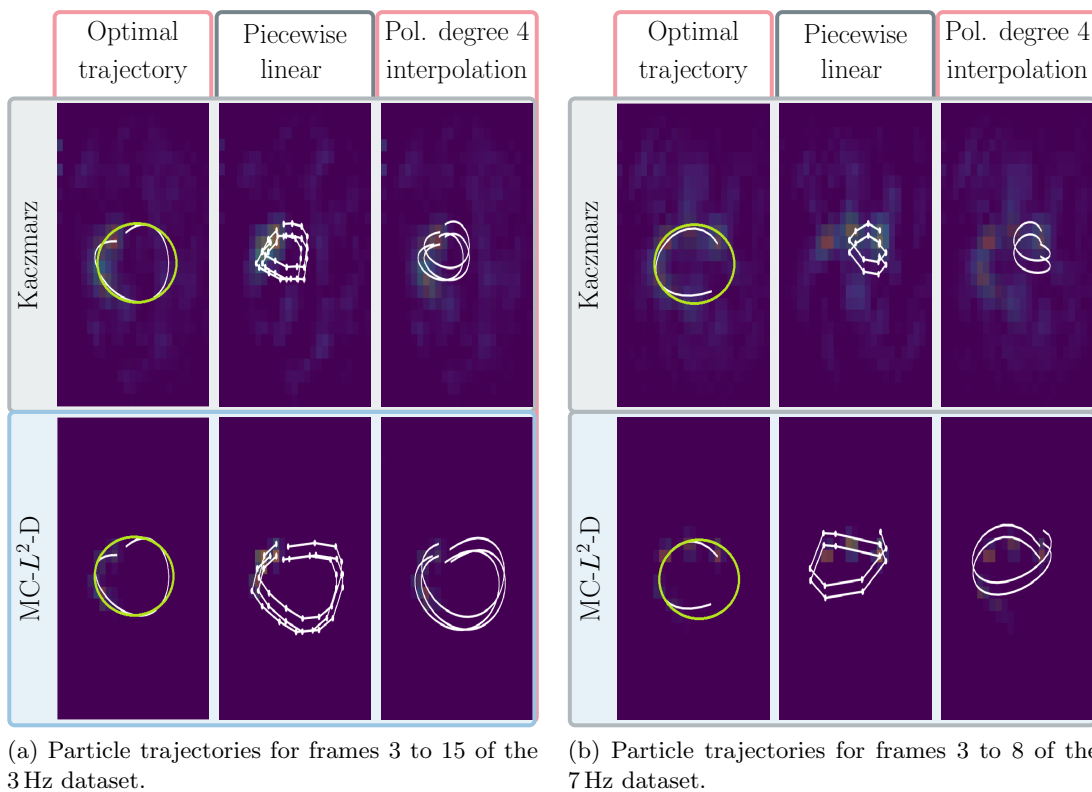 Optimal
trajectory
Piecewise
linear
Pol. degree 4
interpolation
Kaczmarz
MC-L²-D
(a) Particle trajectories for frames 3 to 15 of the
3 Hz dataset.
Optimal
trajectory
Piecewise
linear
Pol. degree 4
interpolation
Kaczmarz
MC-L²-D
(b) Particle trajectories for frames 3 to 8 of the
7 Hz dataset.